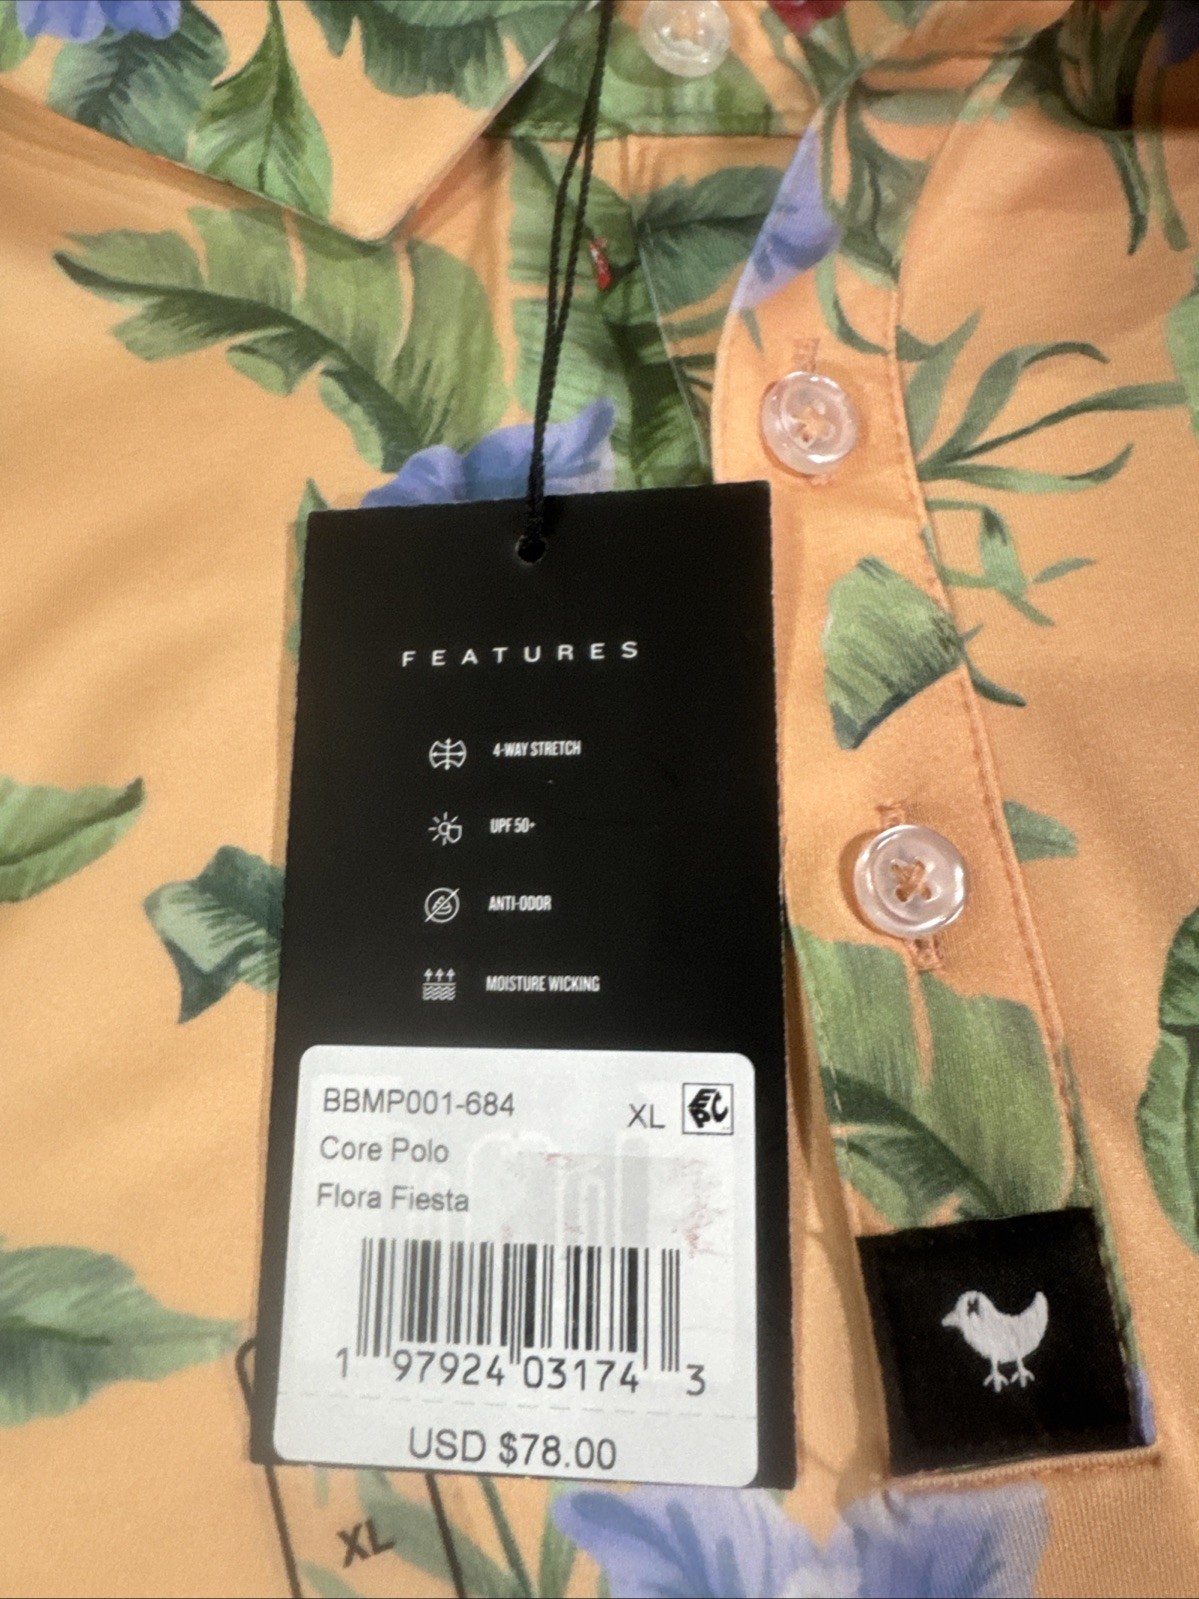 FEATURES
4-WAY STRETCH
UPF 50+
ANTI-ODOR
MOISTURE WICKING
BBMP001-684
XL
EPC
Core Polo
Flora Fiesta
1 97924 03174 3
USD $78.00
XL